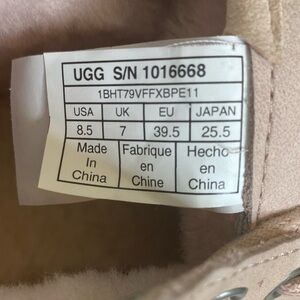 UGG S/N 1016668
1BHT79VFFXBPE11
USA UK EU JAPAN
8.5 7 39.5 25.5
Made Fabrique Hecho
In en en
China Chine China